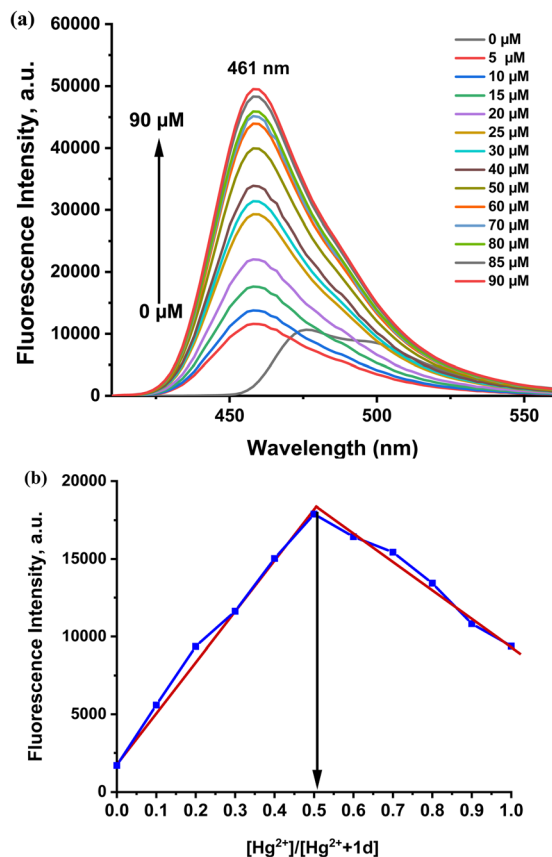 (a)
60000
50000
40000
30000
20000
10000
0
Fluorescence Intensity, a.u.
461 nm
90 µM
0 µM
0 µM
5 µM
10 µM
15 µM
20 µM
25 µM
30 µM
40 µM
50 µM
60 µM
70 µM
80 µM
85 µM
90 µM
450
500
550
Wavelength (nm)
(b)
20000
15000
10000
5000
0
Fluorescence Intensity, a.u.
0.0 0.1 0.2 0.3 0.4 0.5 0.6 0.7 0.8 0.9 1.0
[Hg²⁺]/[Hg²⁺+1d]